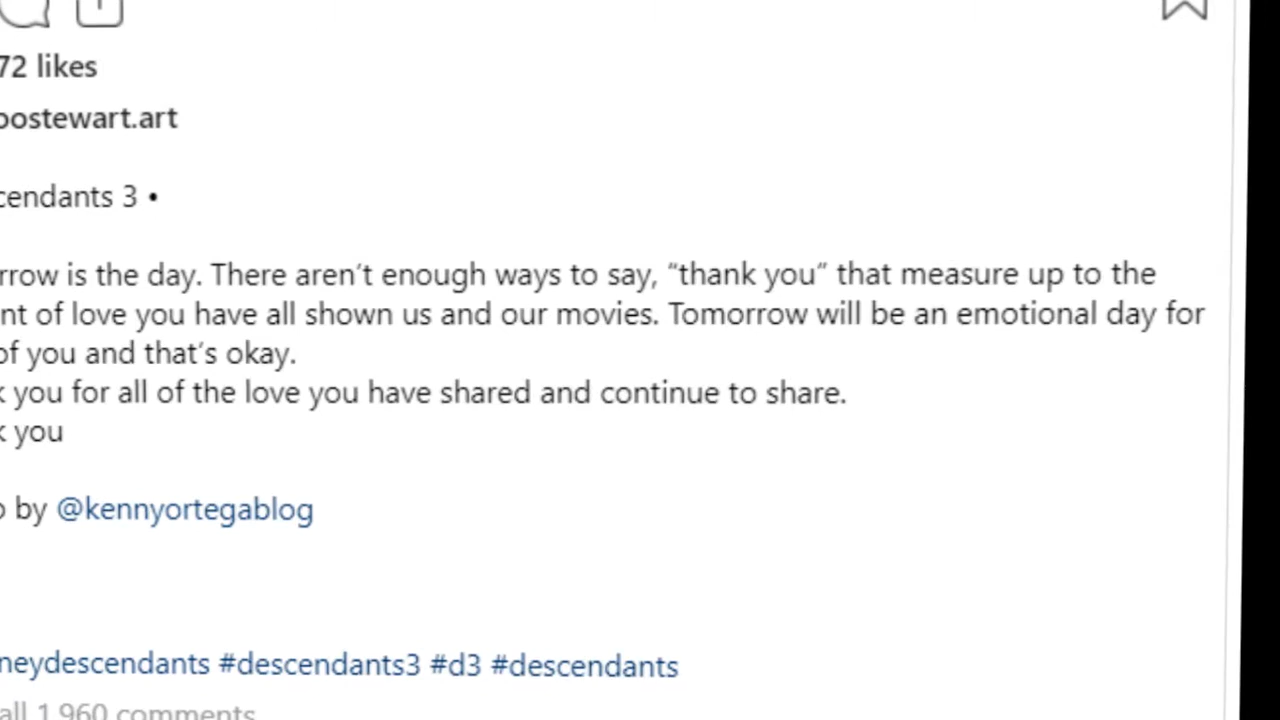 72 likes
oostewart.art
cendants 3 •
rrow is the day. There aren't enough ways to say, “thank you” that measure up to the
nt of love you have all shown us and our movies. Tomorrow will be an emotional day for
of you and that's okay.
k you for all of the love you have shared and continue to share.
k you
o by @kennyortegablog
neydescendants #descendants3 #d3 #descendants
all 1,960 comments